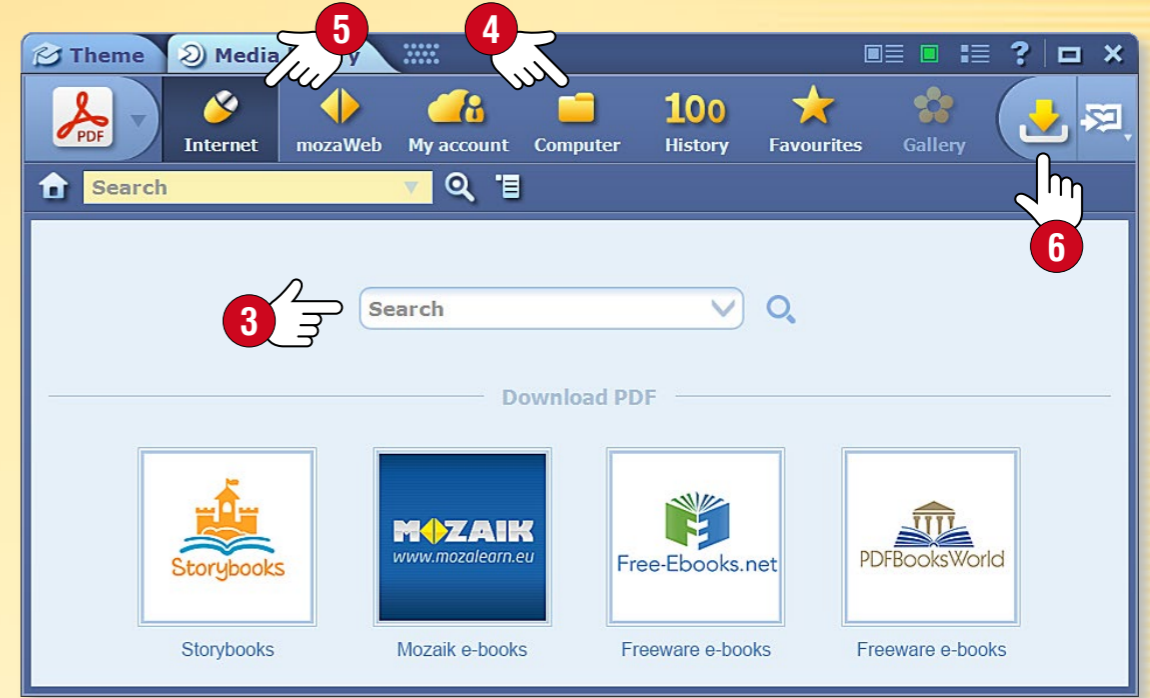 5 4
Theme Media y ?
PDF Internet mozaWeb My account Computer 100 History Favourites Gallery
Search
6
3 Search
Download PDF
Storybooks MOZAIK www.mozalearn.eu Free-Ebooks.net PDFBooksWorld
Storybooks Mozaik e-books Freeware e-books Freeware e-books